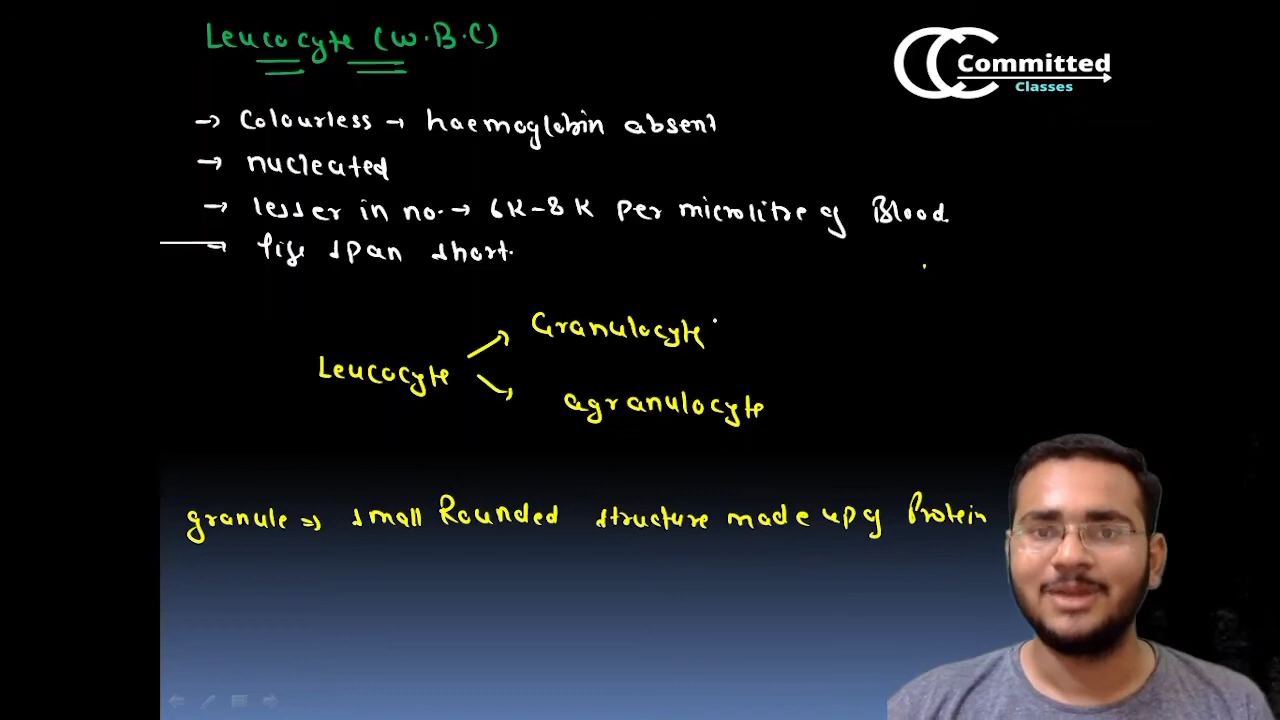 Leucocyte (W.B.C)
Committed
Classes
→ Colourless → haemoglobin absent
→ nucleated
→ lesser in no. → 6K-8K per microlitre of Blood
→ life span short.
Granulocyte
Leucocyte
agranulocyte
granule ⇒ small Rounded structure made up of Protein